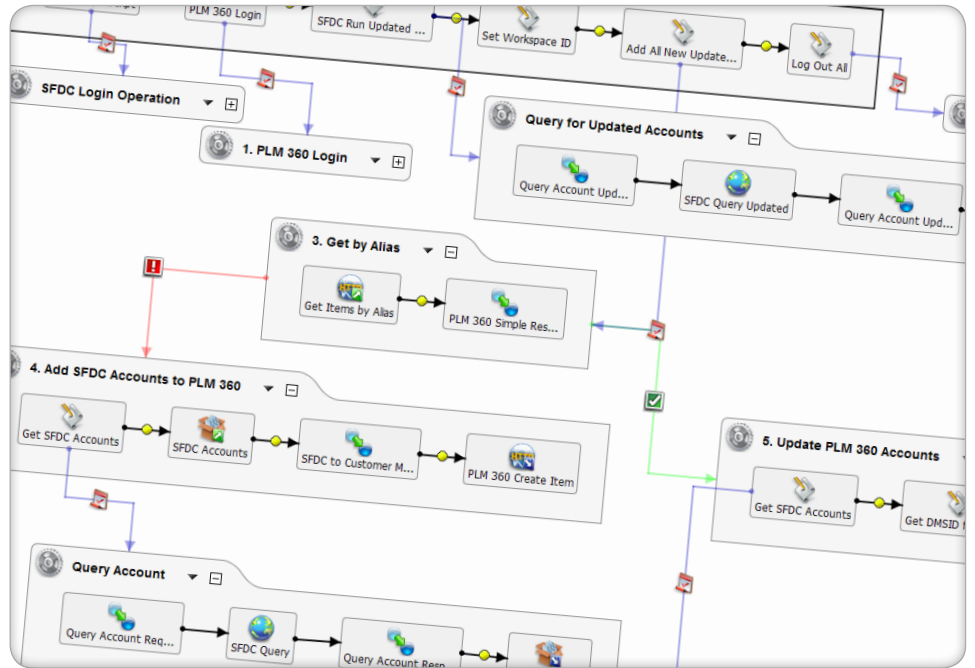 PLM 360 Login
SFDC Run Updated ...
Set Workspace ID
Add All New Update...
Log Out All
SFDC Login Operation
1. PLM 360 Login
Query for Updated Accounts
Query Account Upd...
SFDC Query Updated
Query Account Upd...
3. Get by Alias
Get Items by Alias
PLM 360 Simple Res...
4. Add SFDC Accounts to PLM 360
Get SFDC Accounts
SFDC Accounts
SFDC to Customer M...
PLM 360 Create Item
5. Update PLM 360 Accounts
Get SFDC Accounts
Get DMSID
Query Account
Query Account Req...
SFDC Query
Query Account Resp